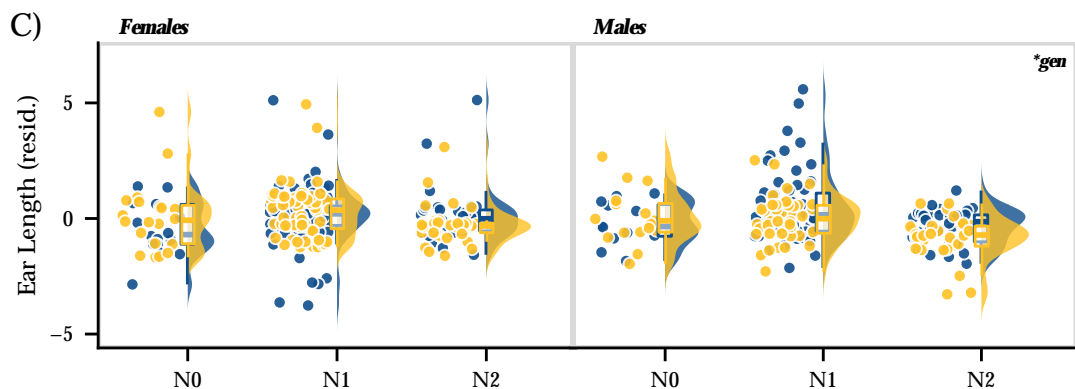 C)
Females
Males
*gen
Ear Length (resid.)
5
0
−5
N0
N1
N2
N0
N1
N2